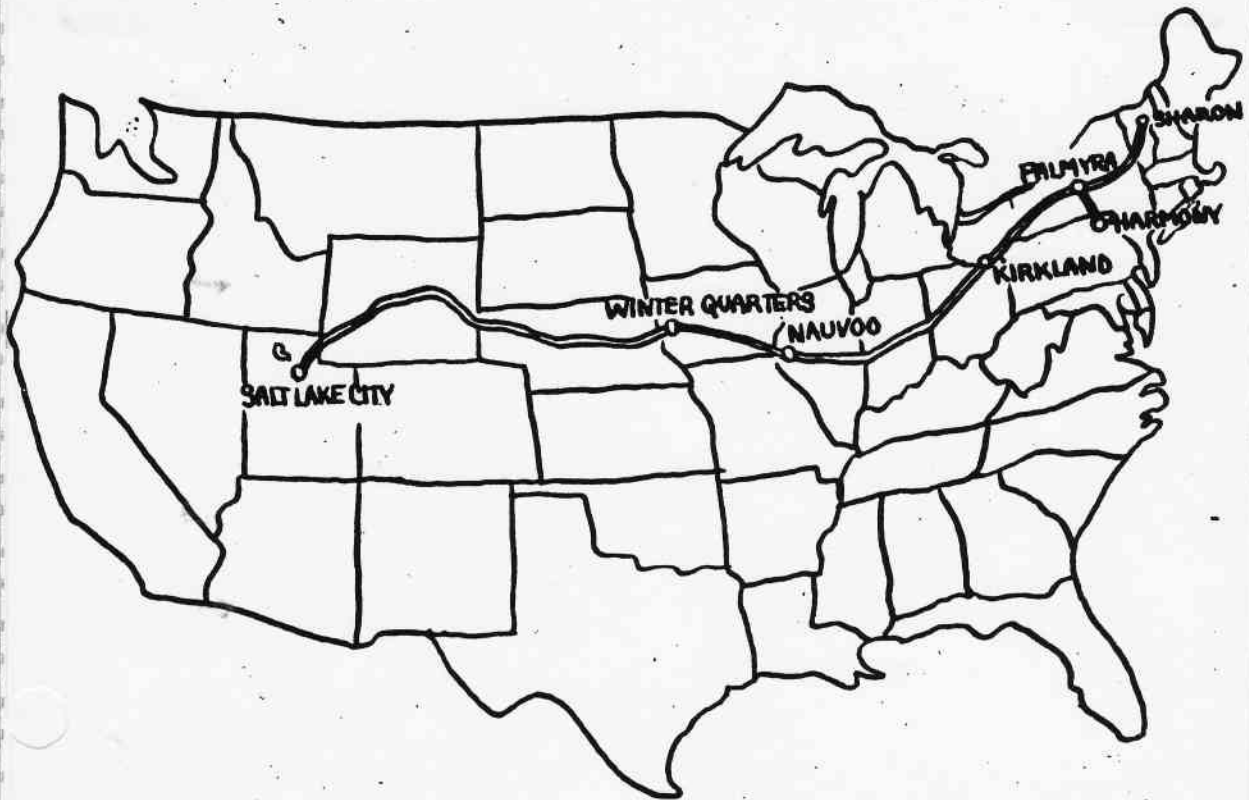 SHARON
PALMYRA
HARMONY
KIRKLAND
WINTER QUARTERS
NAUVOO
SALT LAKE CITY